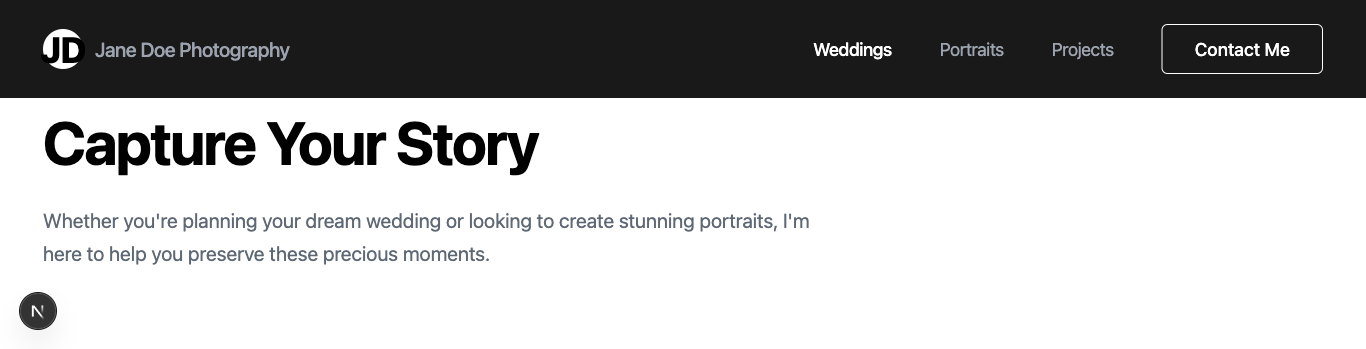 JD Jane Doe Photography Weddings Portraits Projects Contact Me
Capture Your Story
Whether you're planning your dream wedding or looking to create stunning portraits, I'm
here to help you preserve these precious moments.
N